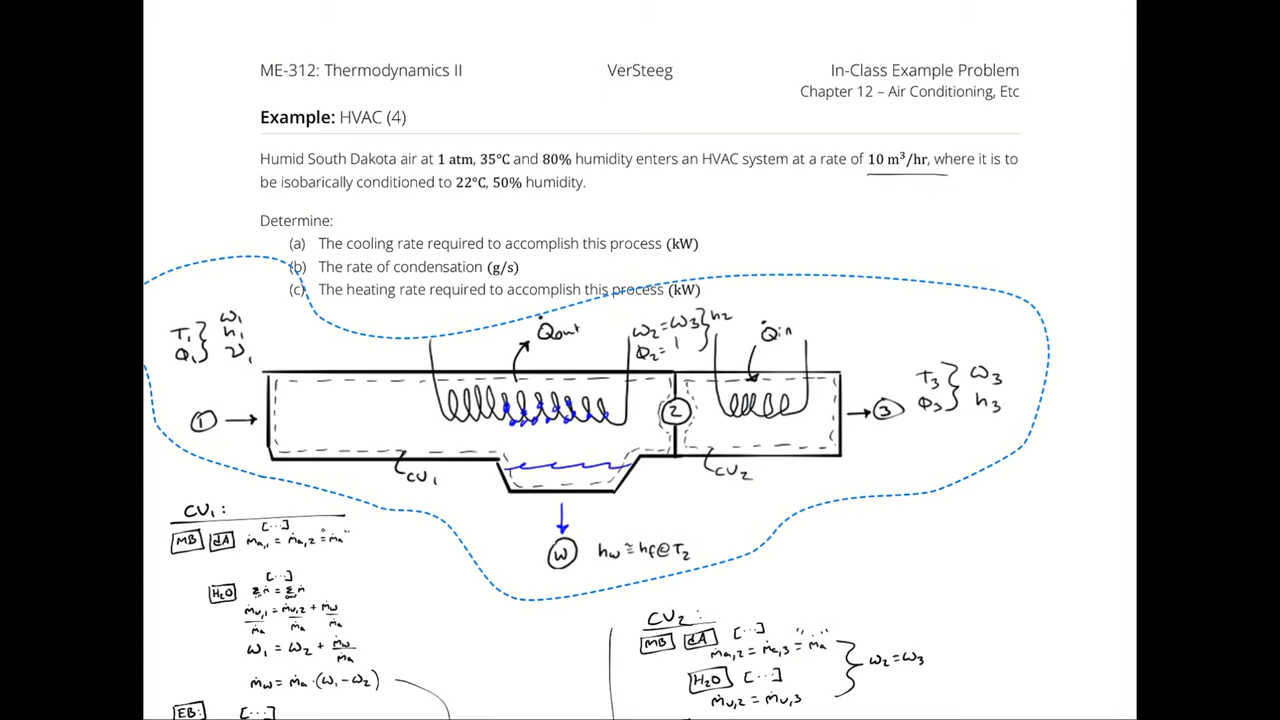 ME-312: Thermodynamics II VerSteeg In-Class Example Problem
Chapter 12 – Air Conditioning, Etc
Example: HVAC (4)
Humid South Dakota air at 1 atm, 35°C and 80% humidity enters an HVAC system at a rate of 10 m³/hr, where it is to
be isobarically conditioned to 22°C, 50% humidity.
Determine:
(a) The cooling rate required to accomplish this process (kW)
(b) The rate of condensation (g/s)
(c) The heating rate required to accomplish this process (kW)
T₁ } ω₁
ϕ₁ } h₁
v₁
Q̇out
ω₂=ω₃ } h₂
ϕ₂= 1
Q̇in
T₃ } ω₃
ϕ₃ } h₃
1
2
3
CV₁
CV₂
W
hw ≅ hf@T₂
CV₁:
MB dA [...] ṁa,1 = ṁa,2 = "ṁa"
H₂O [...]
Σṁ = Σṁ
ṁv,1/ṁa = ṁv,2/ṁa + ṁw/ṁa
ω₁ = ω₂ + ṁw/ṁa
ṁw = ṁa·(ω₁-ω₂)
EB: [...]
CV₂:
MB dA [...]
ṁa,2 = ṁa,3 = "ṁa"
H₂O [...]
ṁv,2 = ṁv,3
} ω₂=ω₃